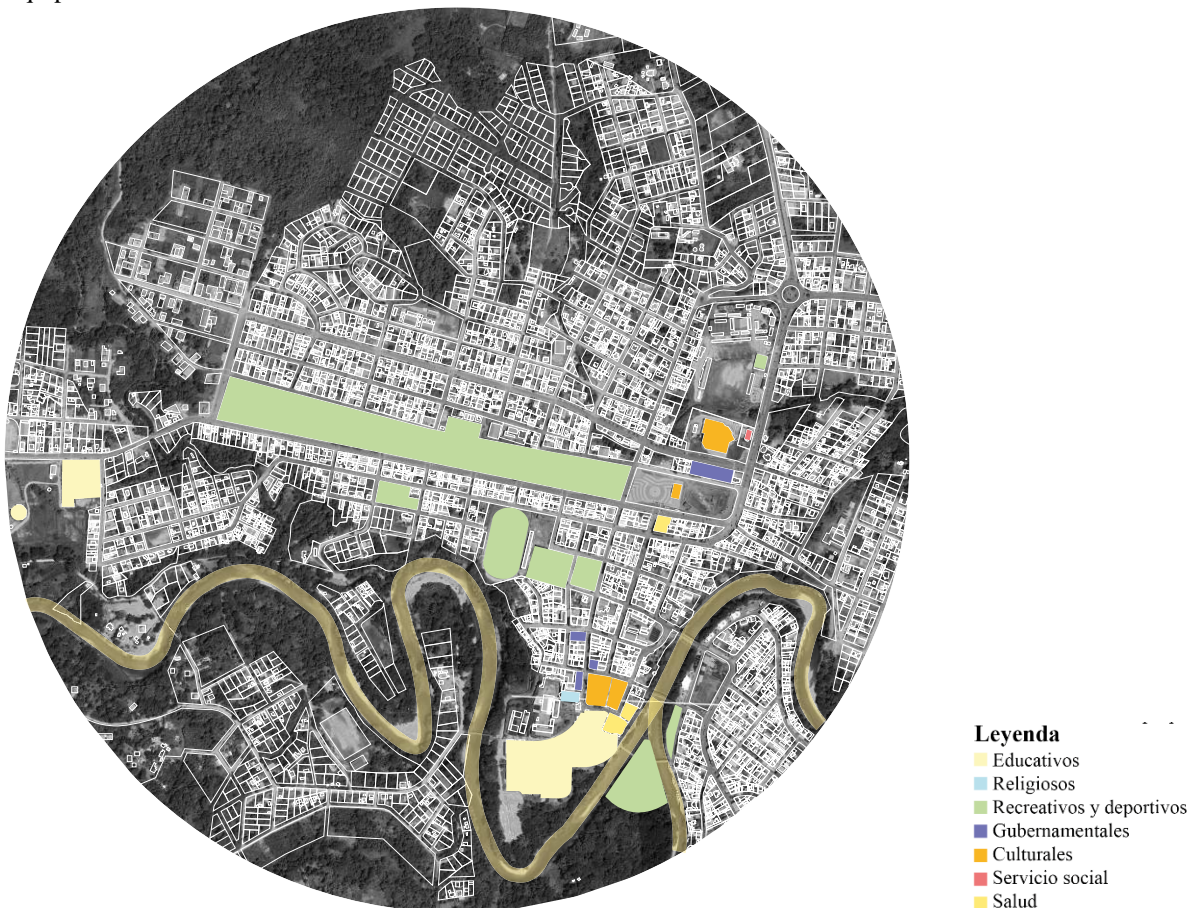 Leyenda
Educativos
Religiosos
Recreativos y deportivos
Gubernamentales
Culturales
Servicio social
Salud